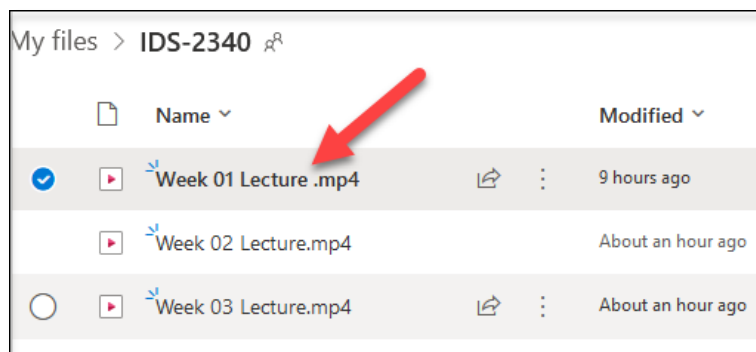 My files > IDS-2340
Name Modified
Week 01 Lecture .mp4 9 hours ago
Week 02 Lecture.mp4 About an hour ago
Week 03 Lecture.mp4 About an hour ago